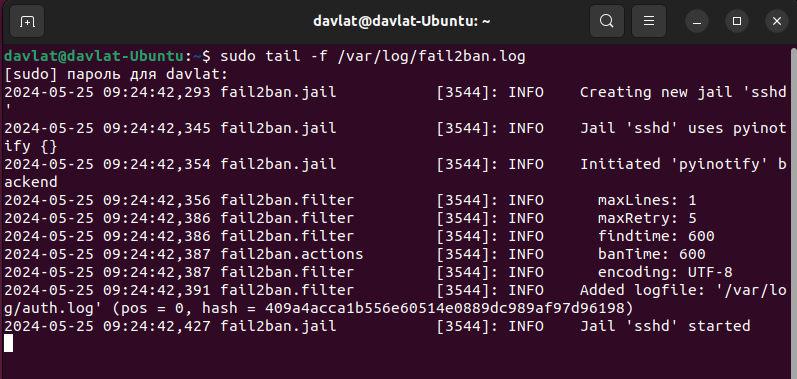 davlat@davlat-Ubuntu: ~
davlat@davlat-Ubuntu:~$ sudo tail -f /var/log/fail2ban.log
[sudo] пароль для davlat:
2024-05-25 09:24:42,293 fail2ban.jail           [3544]: INFO    Creating new jail 'sshd
'
2024-05-25 09:24:42,345 fail2ban.jail           [3544]: INFO    Jail 'sshd' uses pyinot
ify {}
2024-05-25 09:24:42,354 fail2ban.jail           [3544]: INFO    Initiated 'pyinotify' b
ackend
2024-05-25 09:24:42,356 fail2ban.filter         [3544]: INFO      maxLines: 1
2024-05-25 09:24:42,386 fail2ban.filter         [3544]: INFO      maxRetry: 5
2024-05-25 09:24:42,386 fail2ban.filter         [3544]: INFO      findtime: 600
2024-05-25 09:24:42,387 fail2ban.actions        [3544]: INFO      banTime: 600
2024-05-25 09:24:42,387 fail2ban.filter         [3544]: INFO      encoding: UTF-8
2024-05-25 09:24:42,391 fail2ban.filter         [3544]: INFO    Added logfile: '/var/lo
g/auth.log' (pos = 0, hash = 409a4acca1b556e60514e0889dc989af97d96198)
2024-05-25 09:24:42,427 fail2ban.jail           [3544]: INFO    Jail 'sshd' started